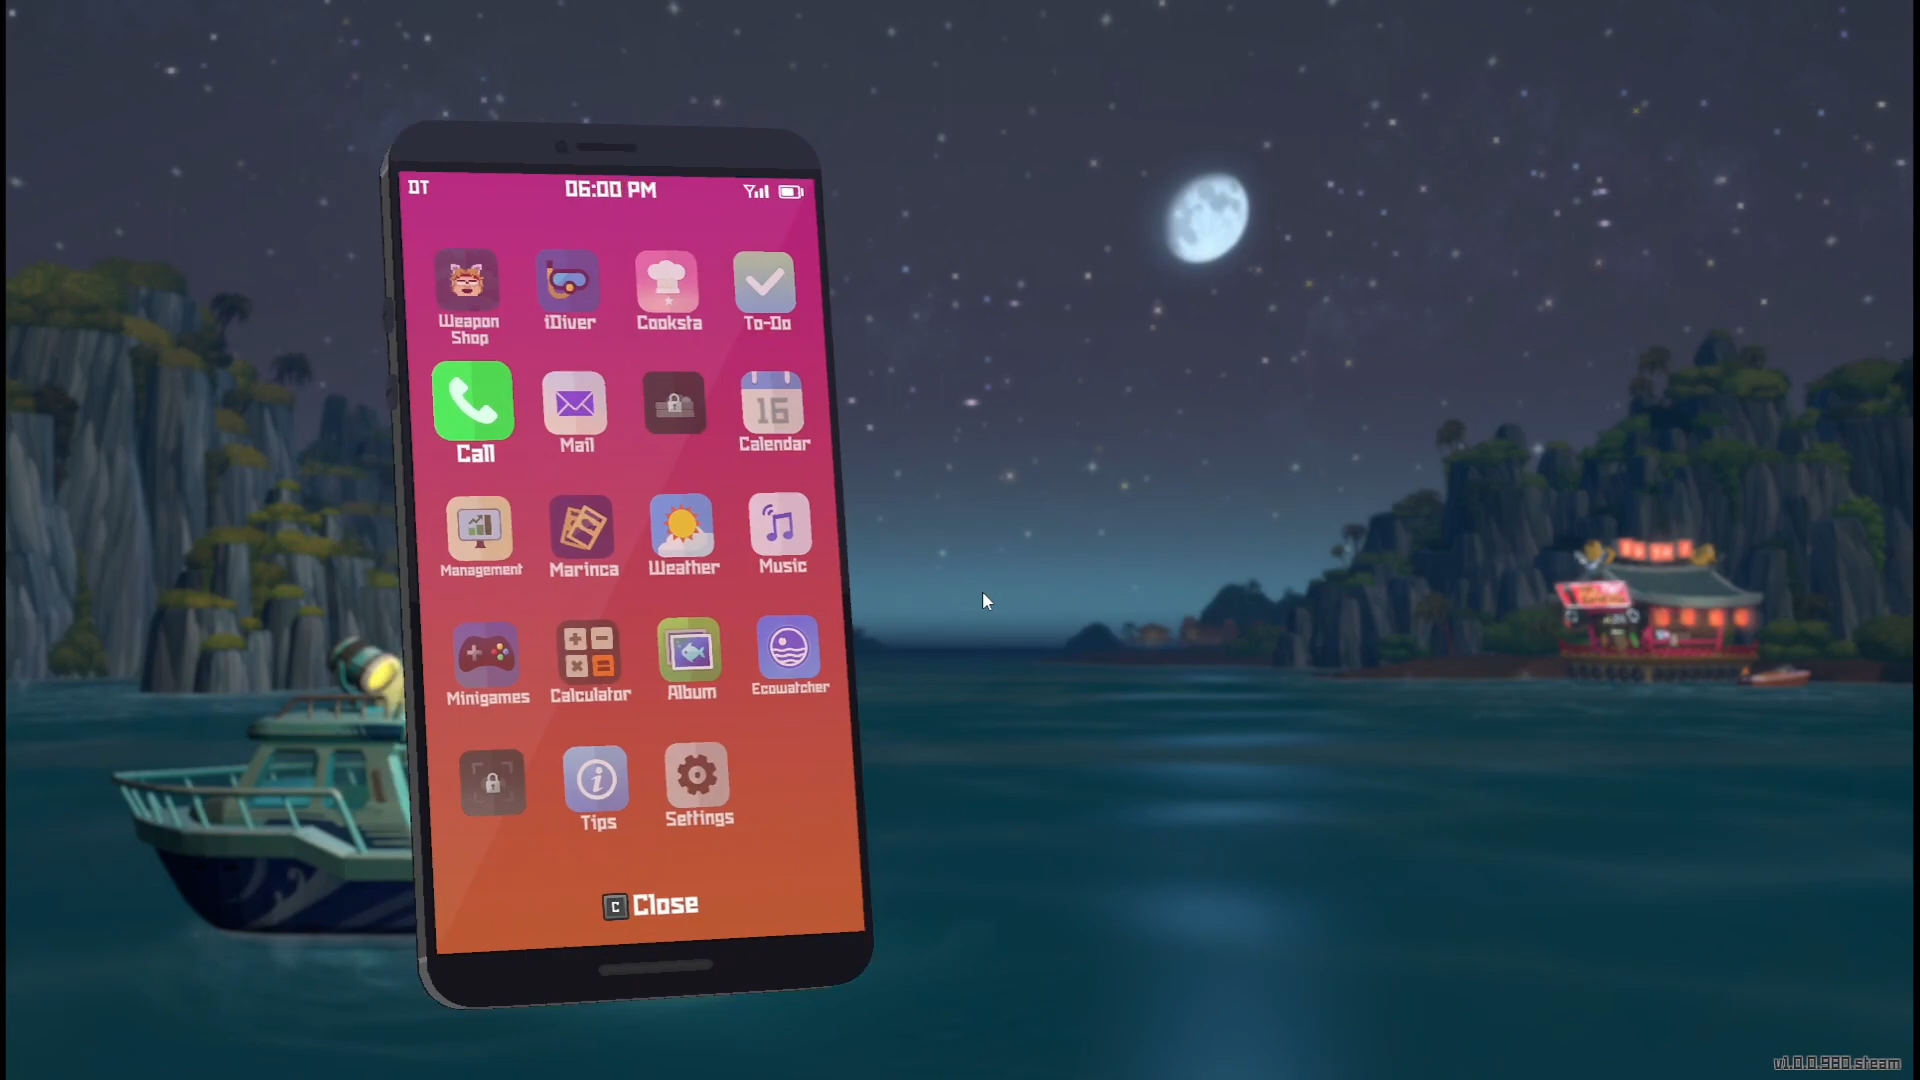 DT
06:00 PM
Weapon
Shop
iDiver
Cooksta
To-Do
Call
Mail
16
Calendar
Management
Marinca
Weather
Music
Minigames
Calculator
Album
Ecowatcher
Tips
Settings
C Close
v1.0.0.980.steam